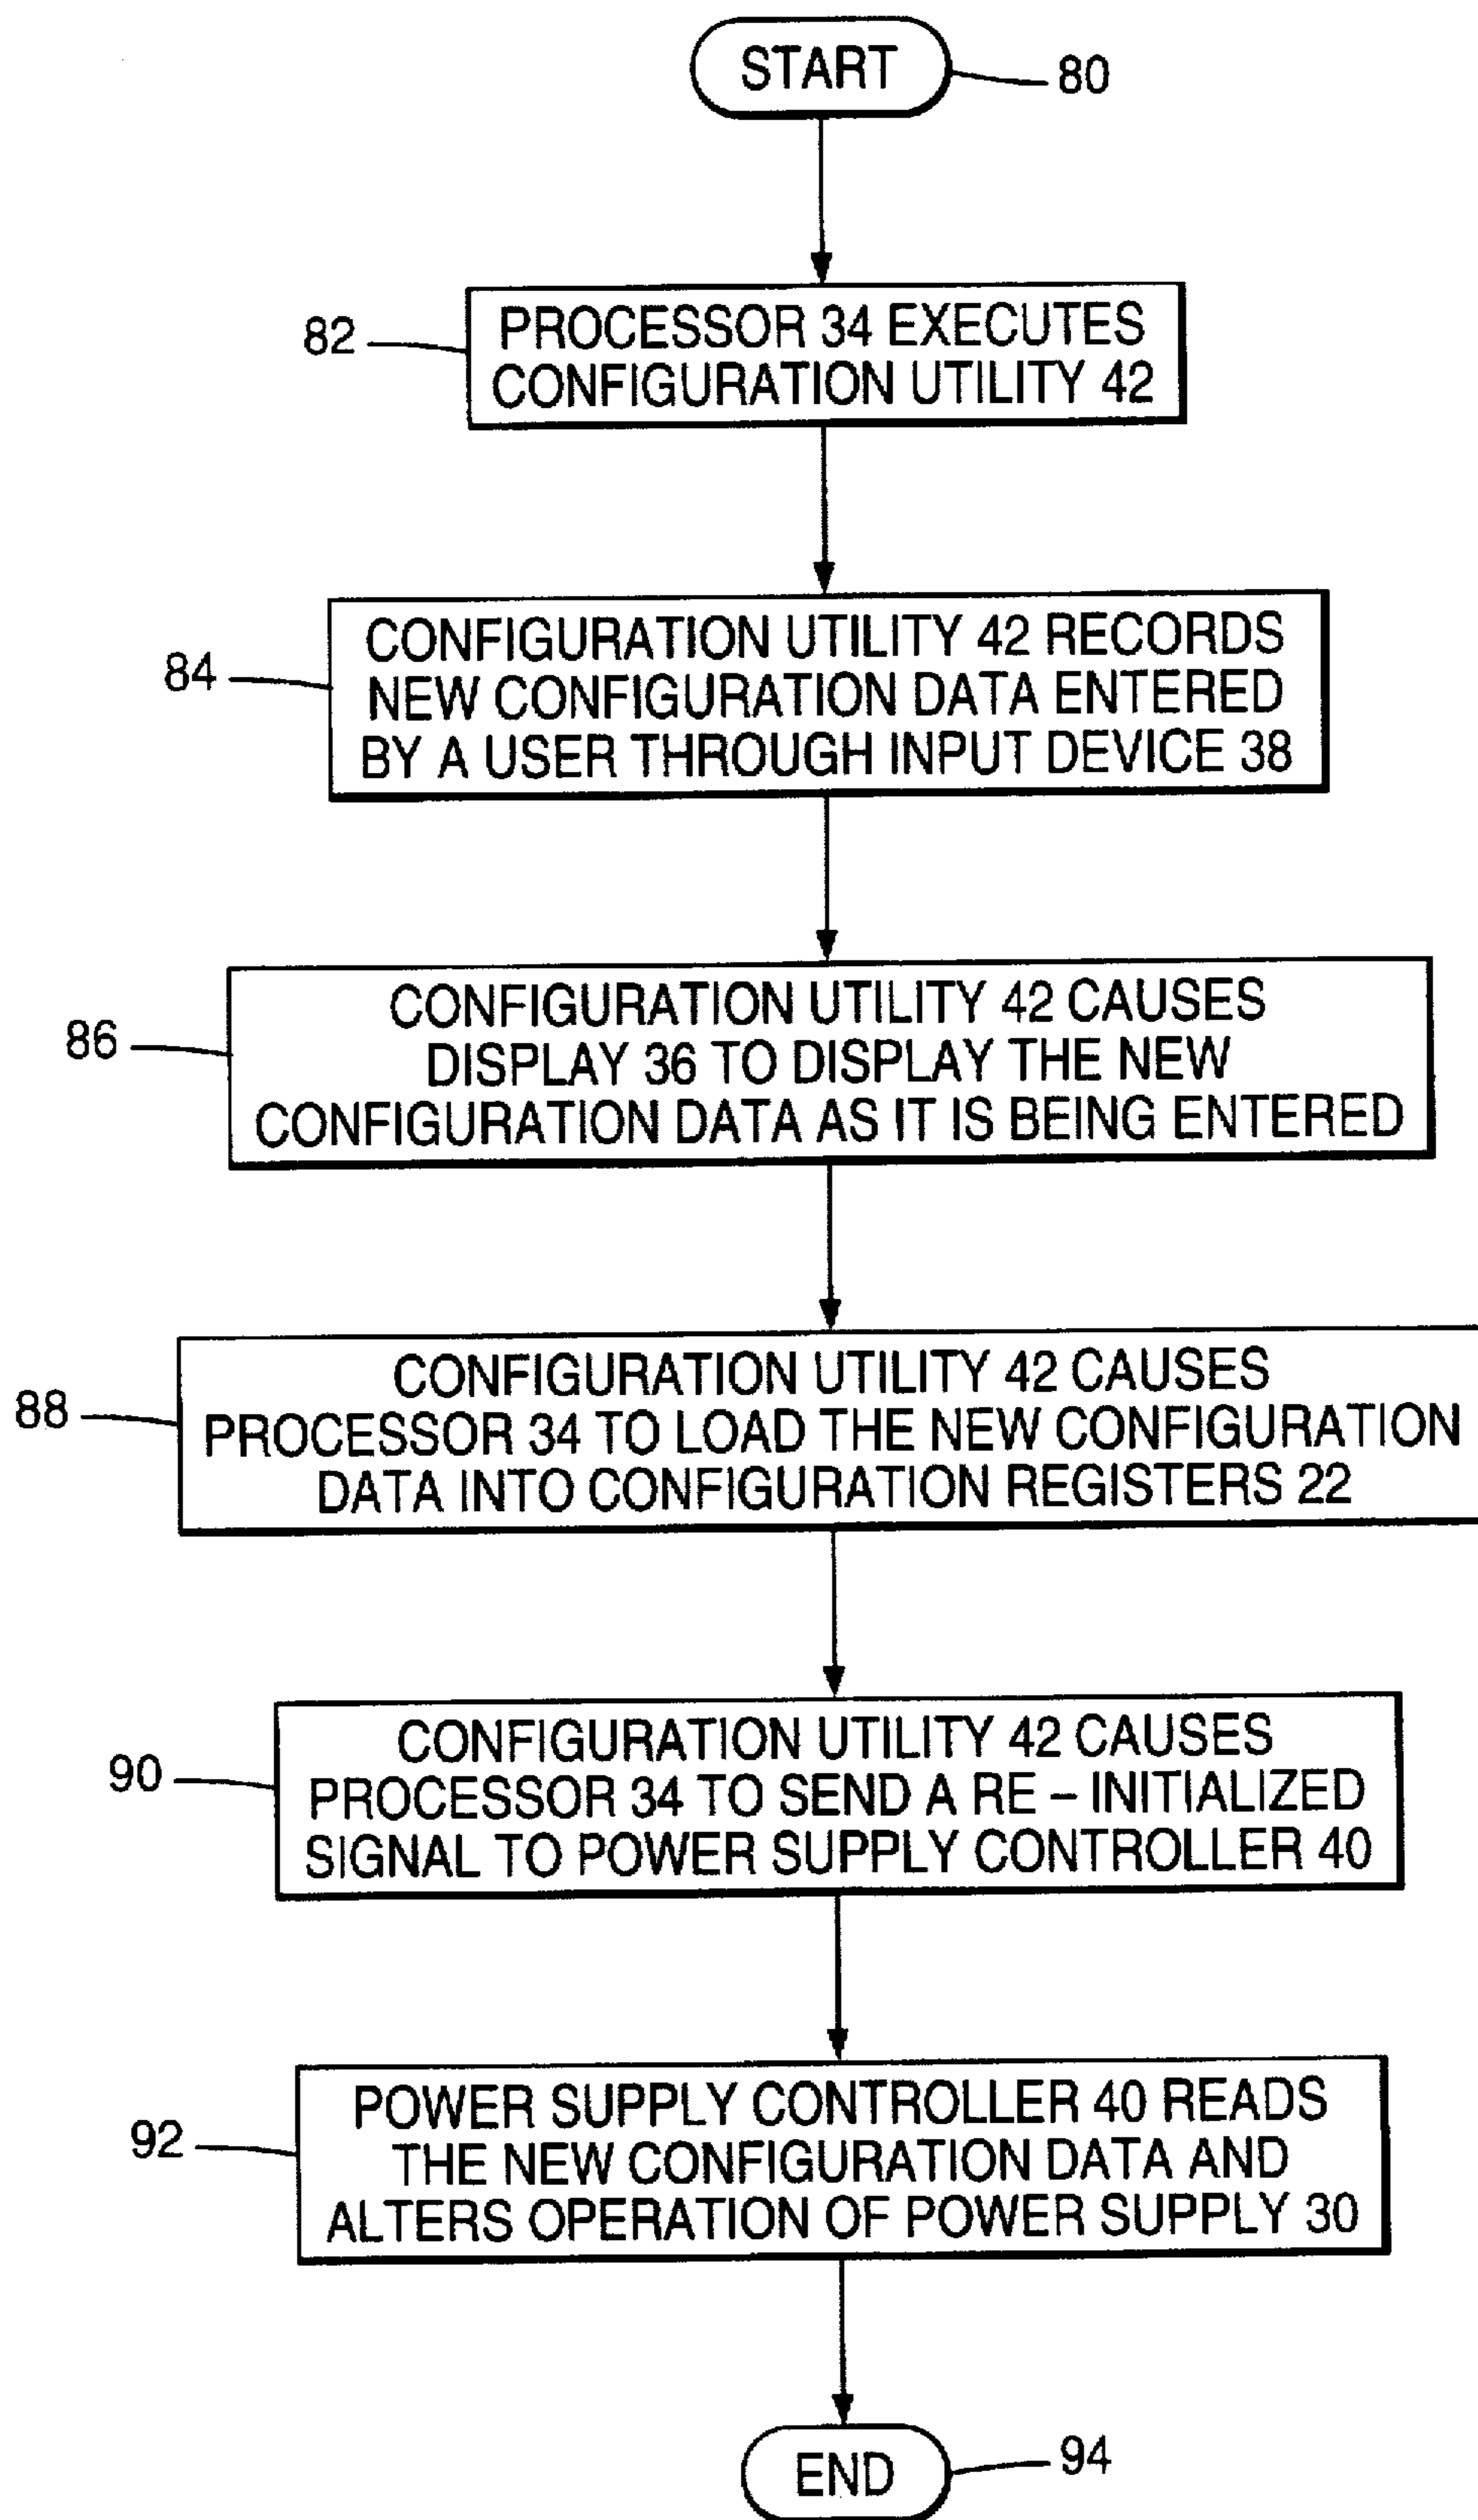 START
80
82
PROCESSOR 34 EXECUTES
CONFIGURATION UTILITY 42
84
CONFIGURATION UTILITY 42 RECORDS
NEW CONFIGURATION DATA ENTERED
BY A USER THROUGH INPUT DEVICE 38
86
CONFIGURATION UTILITY 42 CAUSES
DISPLAY 36 TO DISPLAY THE NEW
CONFIGURATION DATA AS IT IS BEING ENTERED
88
CONFIGURATION UTILITY 42 CAUSES
PROCESSOR 34 TO LOAD THE NEW CONFIGURATION
DATA INTO CONFIGURATION REGISTERS 22
90
CONFIGURATION UTILITY 42 CAUSES
PROCESSOR 34 TO SEND A RE – INITIALIZED
SIGNAL TO POWER SUPPLY CONTROLLER 40
92
POWER SUPPLY CONTROLLER 40 READS
THE NEW CONFIGURATION DATA AND
ALTERS OPERATION OF POWER SUPPLY 30
END
94